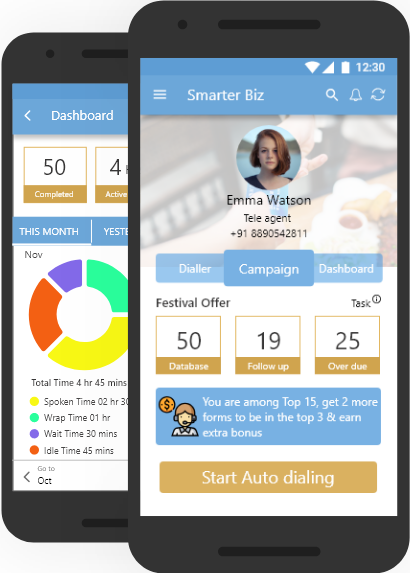 Dashboard
50
Completed
4
Active
THIS MONTH
Nov
Total Time 4 hr 45 mins
Spoken Time 02 hr
Wrap Time 01 hr
Wait Time 30 mins
Idle Time 45 mins
Go to
Oct
12:30
Smarter Biz
Emma Watson
Tele agent
+91 8890542811
Dialler Campaign Dashboard
Festival Offer Task
50 19 25
Database Follow up Over due
You are among Top 15, get 2 more
forms to be in the top 3 & earn
extra bonus
Start Auto dialing